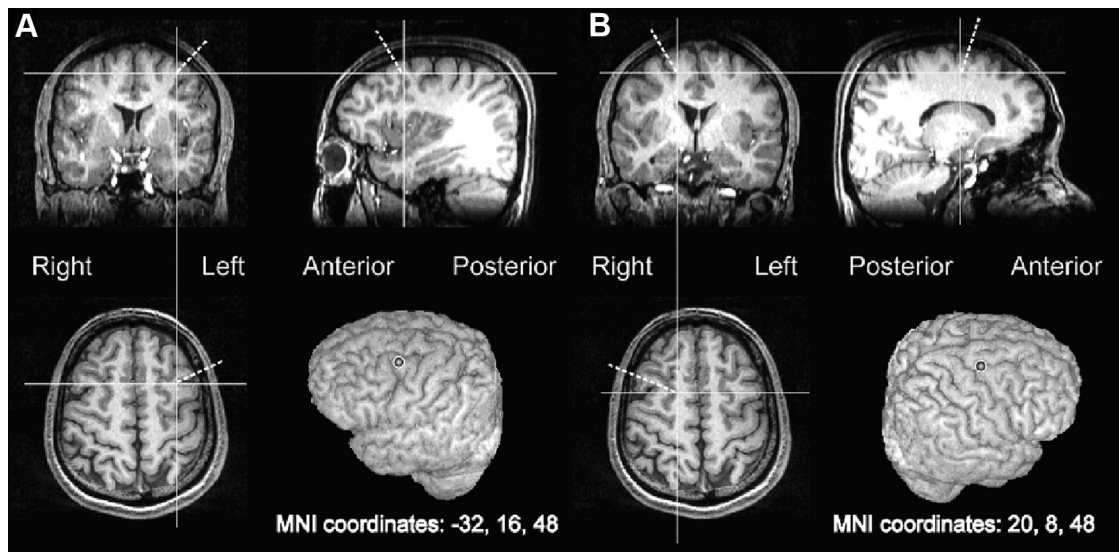 A
B
Right Left Anterior Posterior Right Left Posterior Anterior
MNI coordinates: -32, 16, 48
MNI coordinates: 20, 8, 48